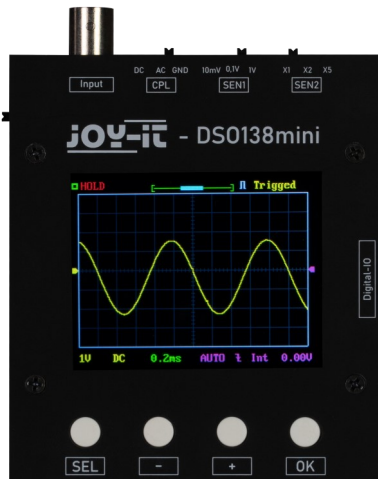 DC AC GND 10mV 0,1V 1V X1 X2 X5
Input CPL SEN1 SEN2
JOY-iT - DSO138mini
HOLD Triggered
Digital-IO
1V DC 0.2ms AUTO Int 0.00V
SEL - + OK